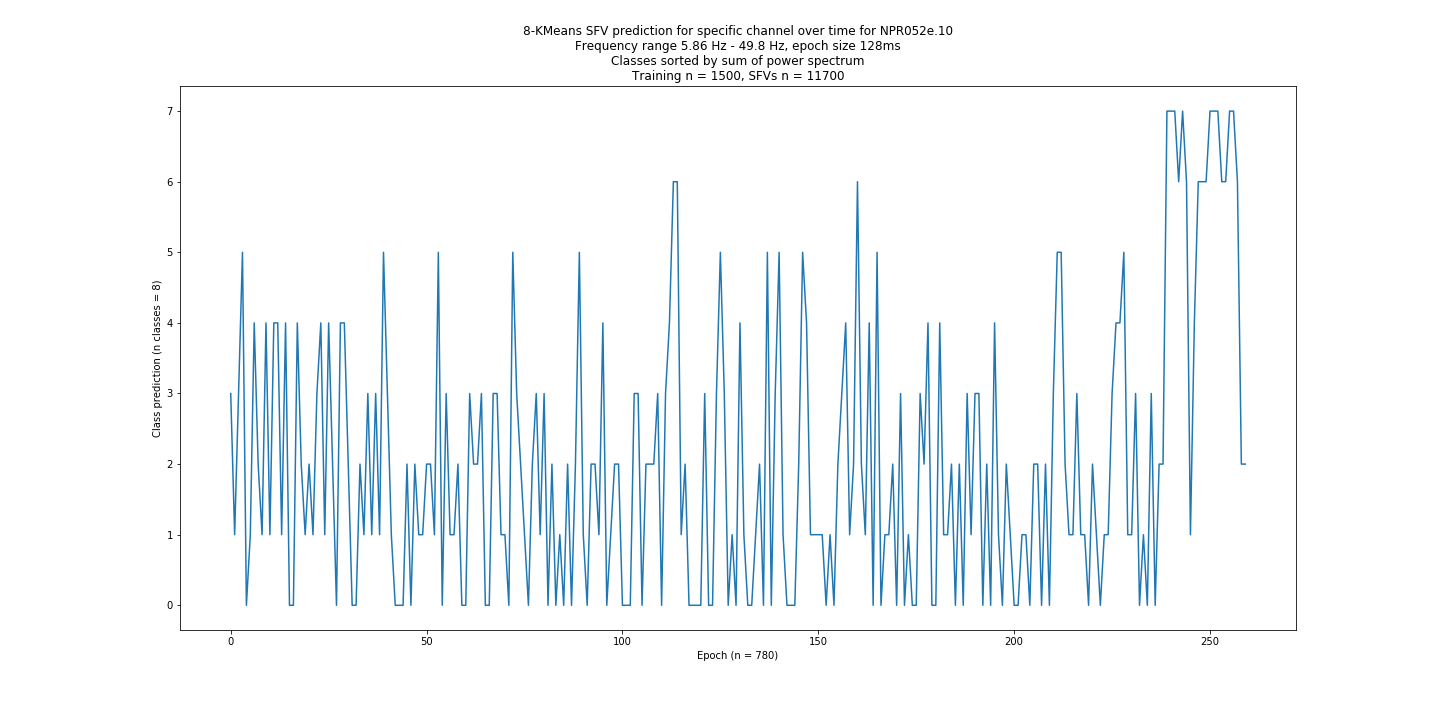 8-KMeans SFV prediction for specific channel over time for NPR052e.10
Frequency range 5.86 Hz - 49.8 Hz, epoch size 128ms
Classes sorted by sum of power spectrum
Training n = 1500, SFVs n = 11700
7
6
5
4
3
2
1
0
Class prediction (n classes = 8)
0 50 100 150 200 250
Epoch (n = 780)